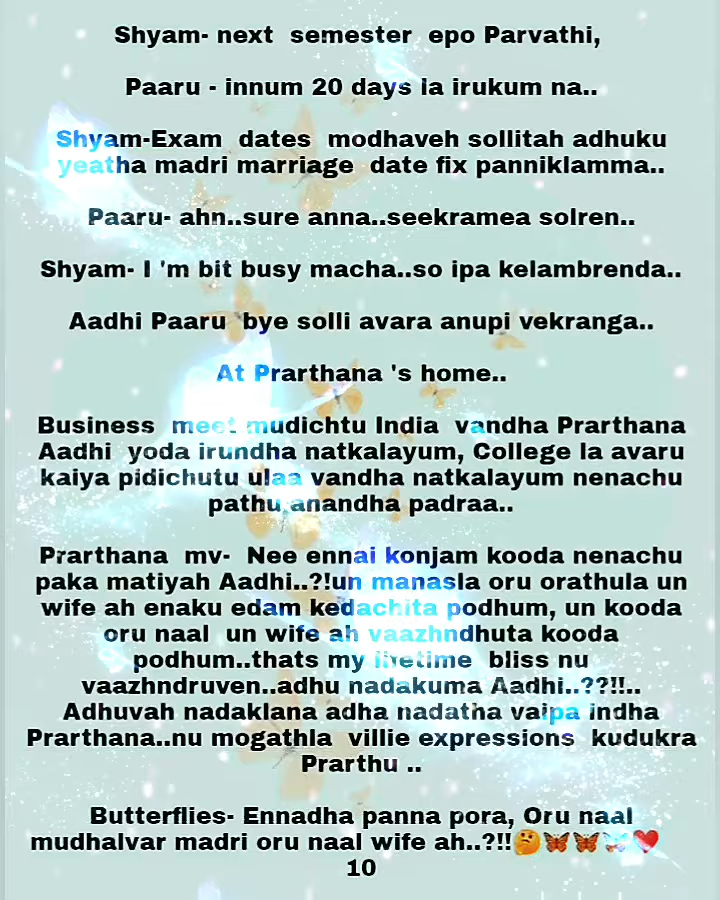 Shyam- next semester epo Parvathi,
Paaru - innum 20 days la irukum na..
Shyam-Exam dates modhaveh sollitah adhuku
yeatha madri marriage date fix panniklamma..
Paaru- ahn..sure anna..seekramea solren..
Shyam- I 'm bit busy macha..so ipa kelambrenda..
Aadhi Paaru bye solli avara anupi vekranga..
At Prarthana 's home..
Business meet mudichtu India vandha Prarthana
Aadhi yoda irundha natkalayum, College la avaru
kaiya pidichutu ulaa vandha natkalayum nenachu
pathu anandha padraa..
Prarthana mv- Nee ennai konjam kooda nenachu
paka matiyah Aadhi..?!un manasla oru orathula un
wife ah enaku edam kedachita podhum, un kooda
oru naal un wife ah vaazhndhuta kooda
podhum..thats my lifetime bliss nu
vaazhndruven..adhu nadakuma Aadhi..??!!..
Adhuvah nadaklana adha nadatha vaipa indha
Prarthana..nu mogathla villie expressions kudukra
Prarthu ..
Butterflies- Ennadha panna pora, Oru naal
mudhalvar madri oru naal wife ah..?!!🤔🦋🦋🦋❤️
10